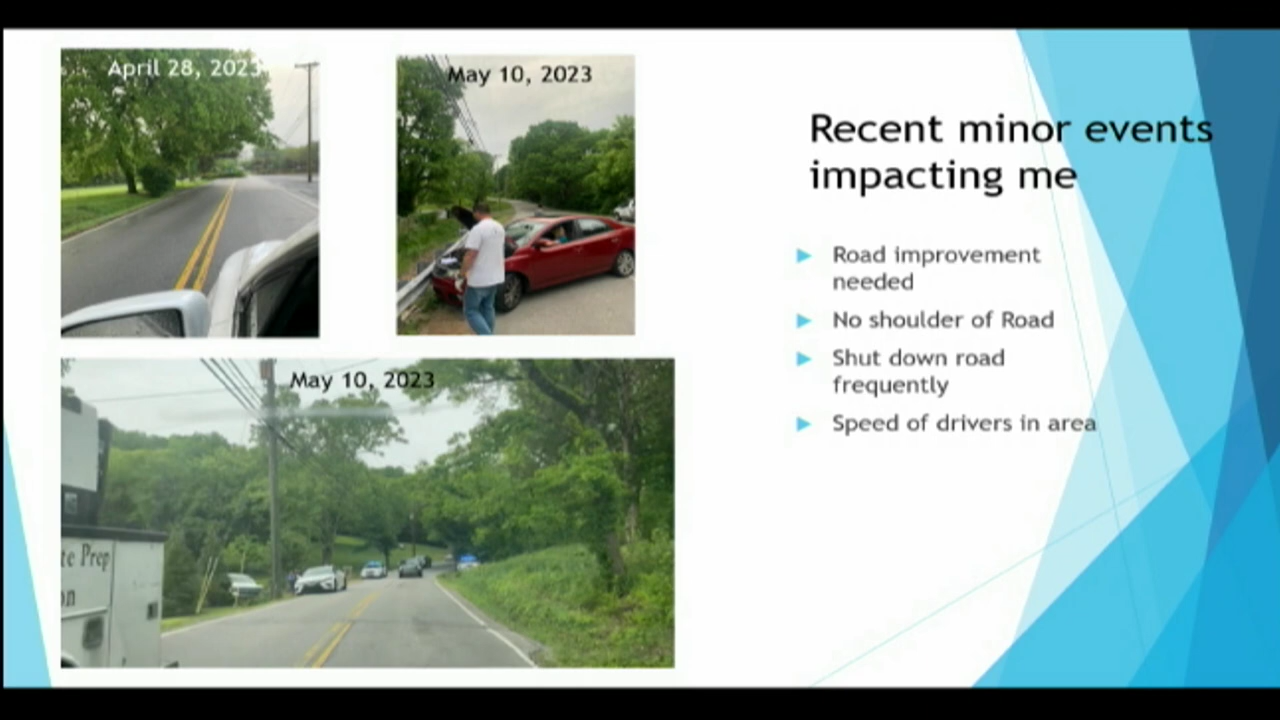 April 28, 2023
May 10, 2023
May 10, 2023
te Prep
on
Recent minor events
impacting me
Road improvement
needed
No shoulder of Road
Shut down road
frequently
Speed of drivers in area